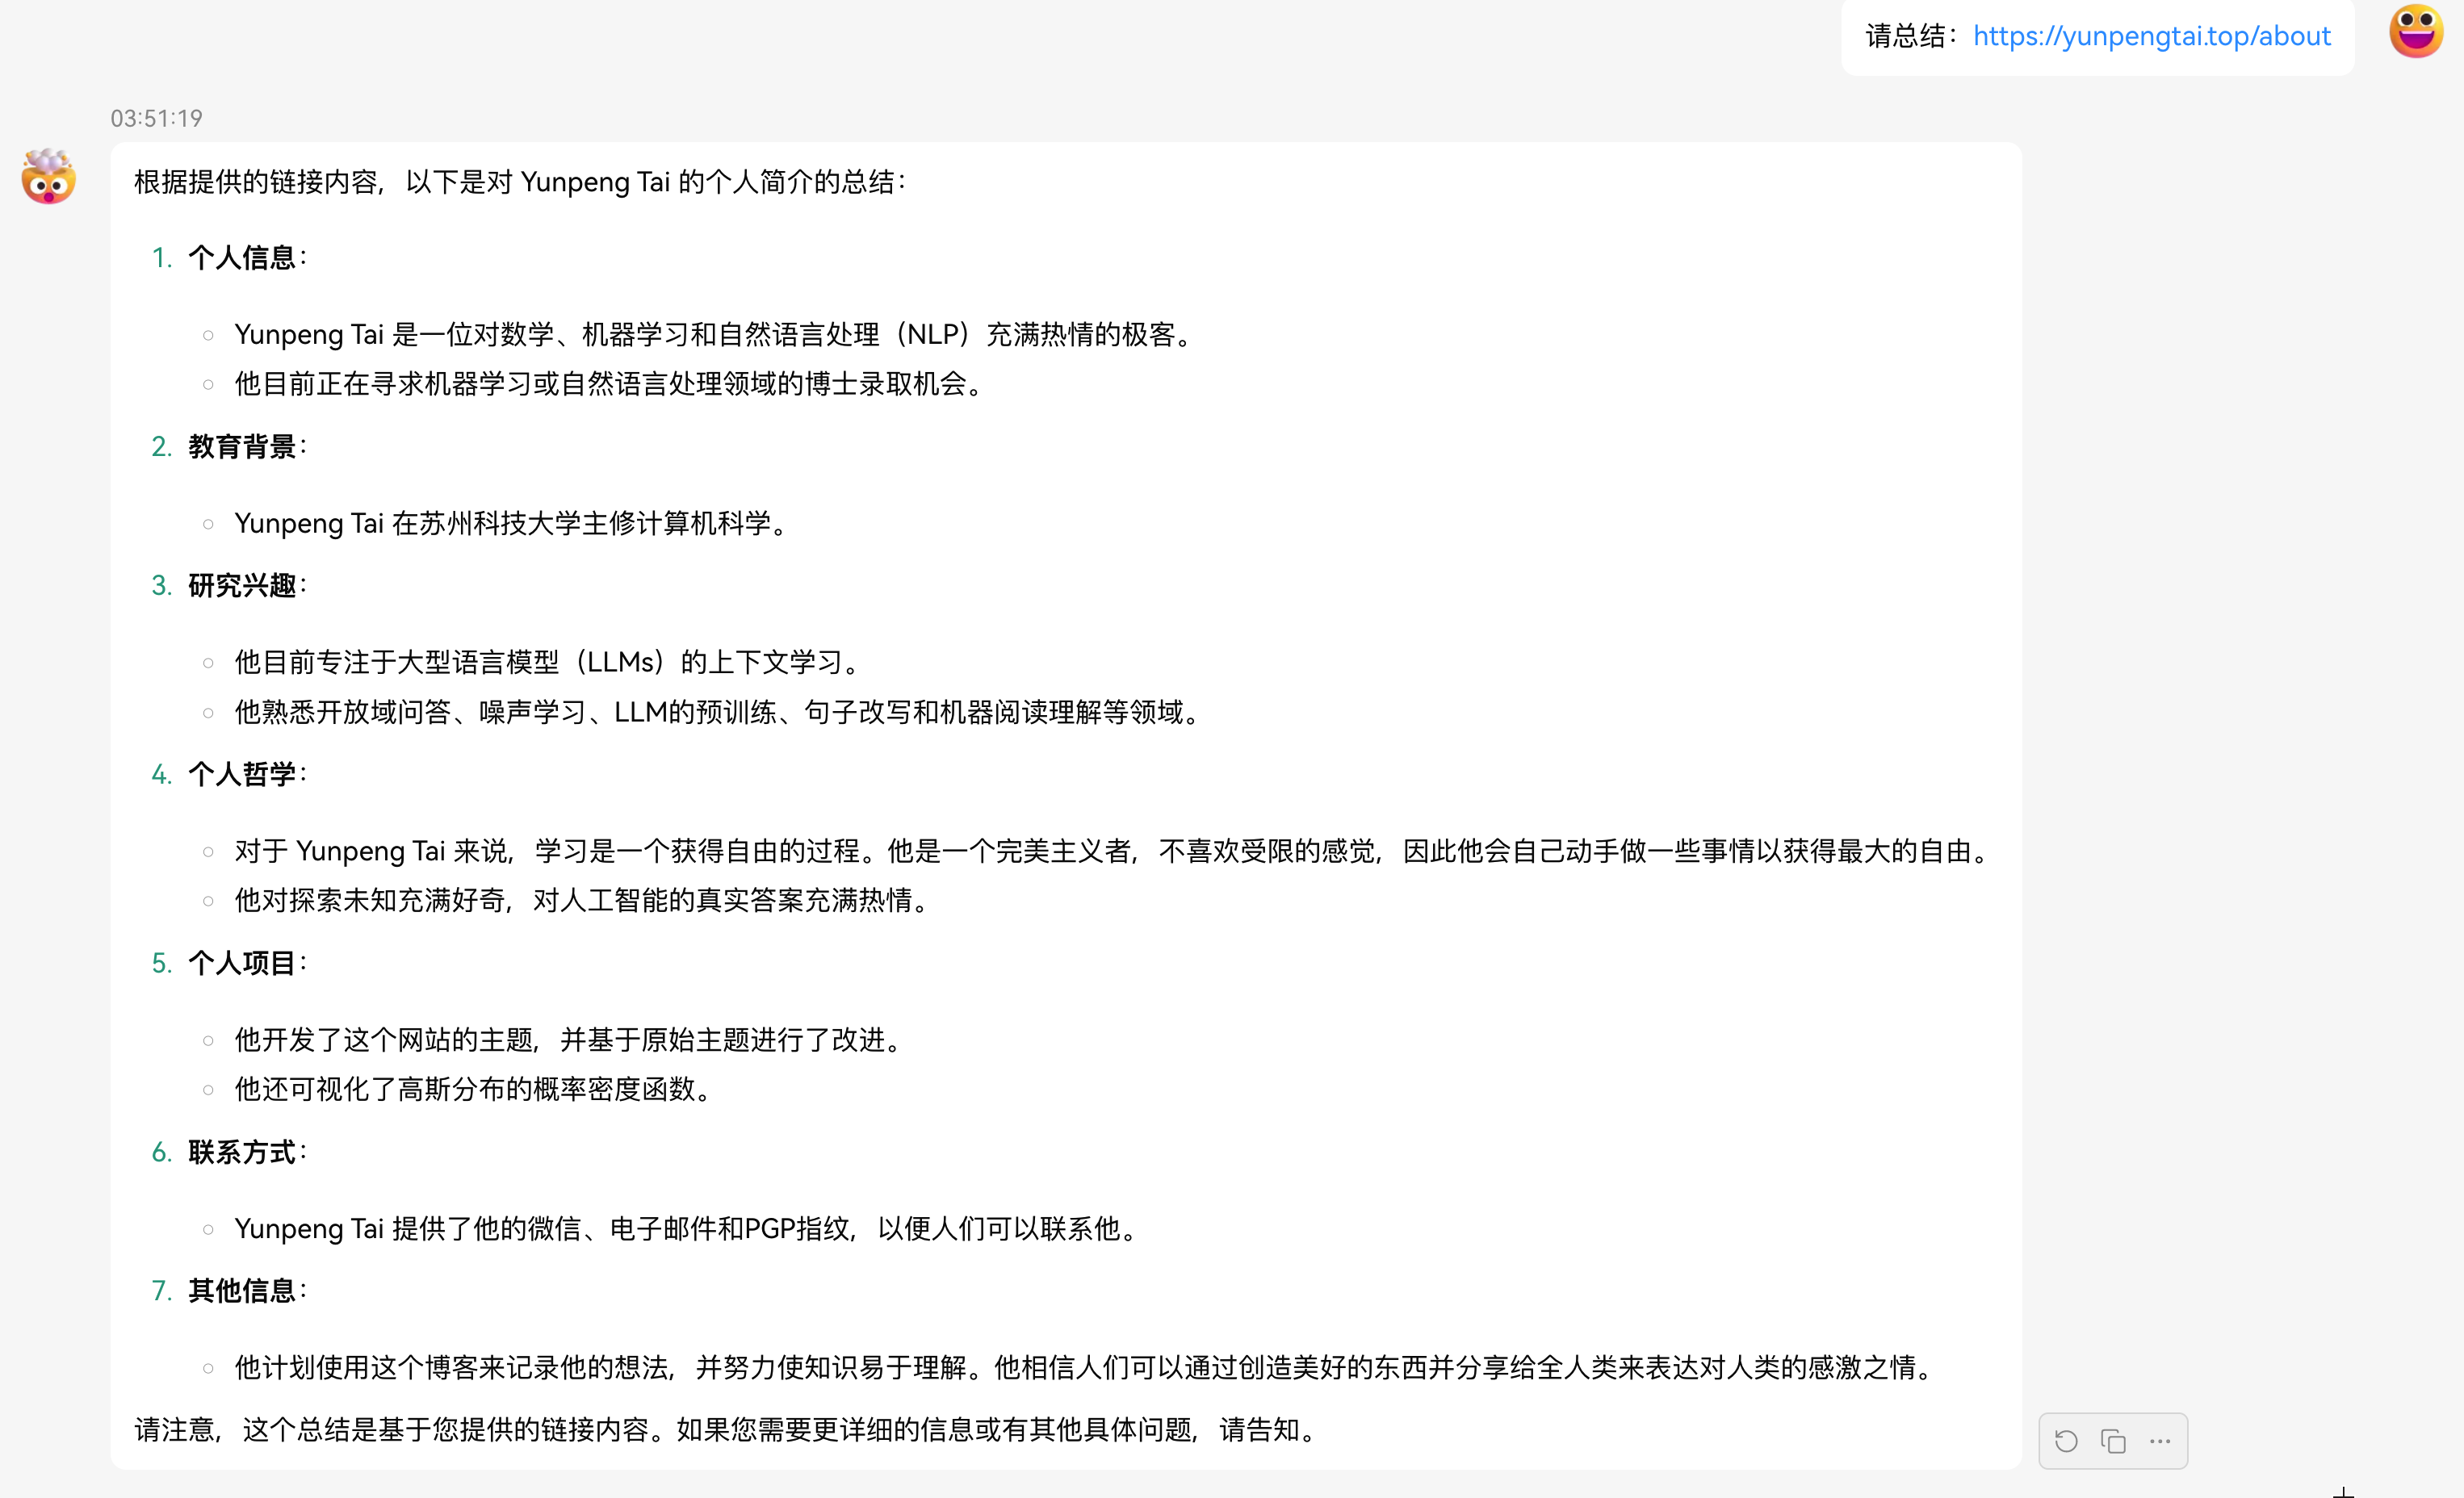 请总结：https://yunpengtai.top/about
03:51:19
根据提供的链接内容，以下是对 Yunpeng Tai 的个人简介的总结：
1. 个人信息：
Yunpeng Tai 是一位对数学、机器学习和自然语言处理（NLP）充满热情的极客。
他目前正在寻求机器学习或自然语言处理领域的博士录取机会。
2. 教育背景：
Yunpeng Tai 在苏州科技大学主修计算机科学。
3. 研究兴趣：
他目前专注于大型语言模型（LLMs）的上下文学习。
他熟悉开放域问答、噪声学习、LLM的预训练、句子改写和机器阅读理解等领域。
4. 个人哲学：
对于 Yunpeng Tai 来说，学习是一个获得自由的过程。他是一个完美主义者，不喜欢受限的感觉，因此他会自己动手做一些事情以获得最大的自由。
他对探索未知充满好奇，对人工智能的真实答案充满热情。
5. 个人项目：
他开发了这个网站的主题，并基于原始主题进行了改进。
他还可视化了高斯分布的概率密度函数。
6. 联系方式：
Yunpeng Tai 提供了他的微信、电子邮件和PGP指纹，以便人们可以联系他。
7. 其他信息：
他计划使用这个博客来记录他的想法，并努力使知识易于理解。他相信人们可以通过创造美好的东西并分享给全人类来表达对人类的感激之情。
请注意，这个总结是基于您提供的链接内容。如果您需要更详细的信息或有其他具体问题，请告知。